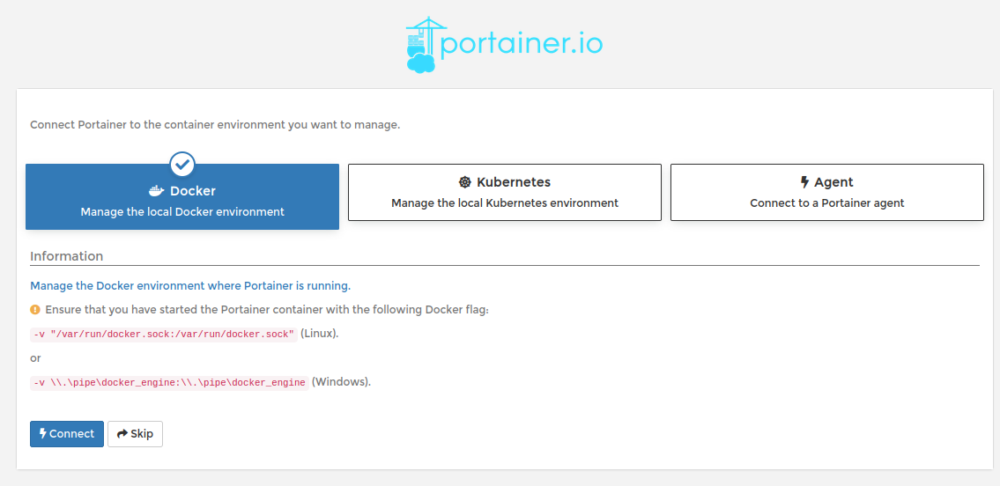 portainer.io
Connect Portainer to the container environment you want to manage.
Docker
Manage the local Docker environment
Kubernetes
Manage the local Kubernetes environment
Agent
Connect to a Portainer agent
Information
Manage the Docker environment where Portainer is running.
Ensure that you have started the Portainer container with the following Docker flag:
-v "/var/run/docker.sock:/var/run/docker.sock" (Linux).
or
-v \\.\pipe\docker_engine:\\.\pipe\docker_engine (Windows).
Connect Skip